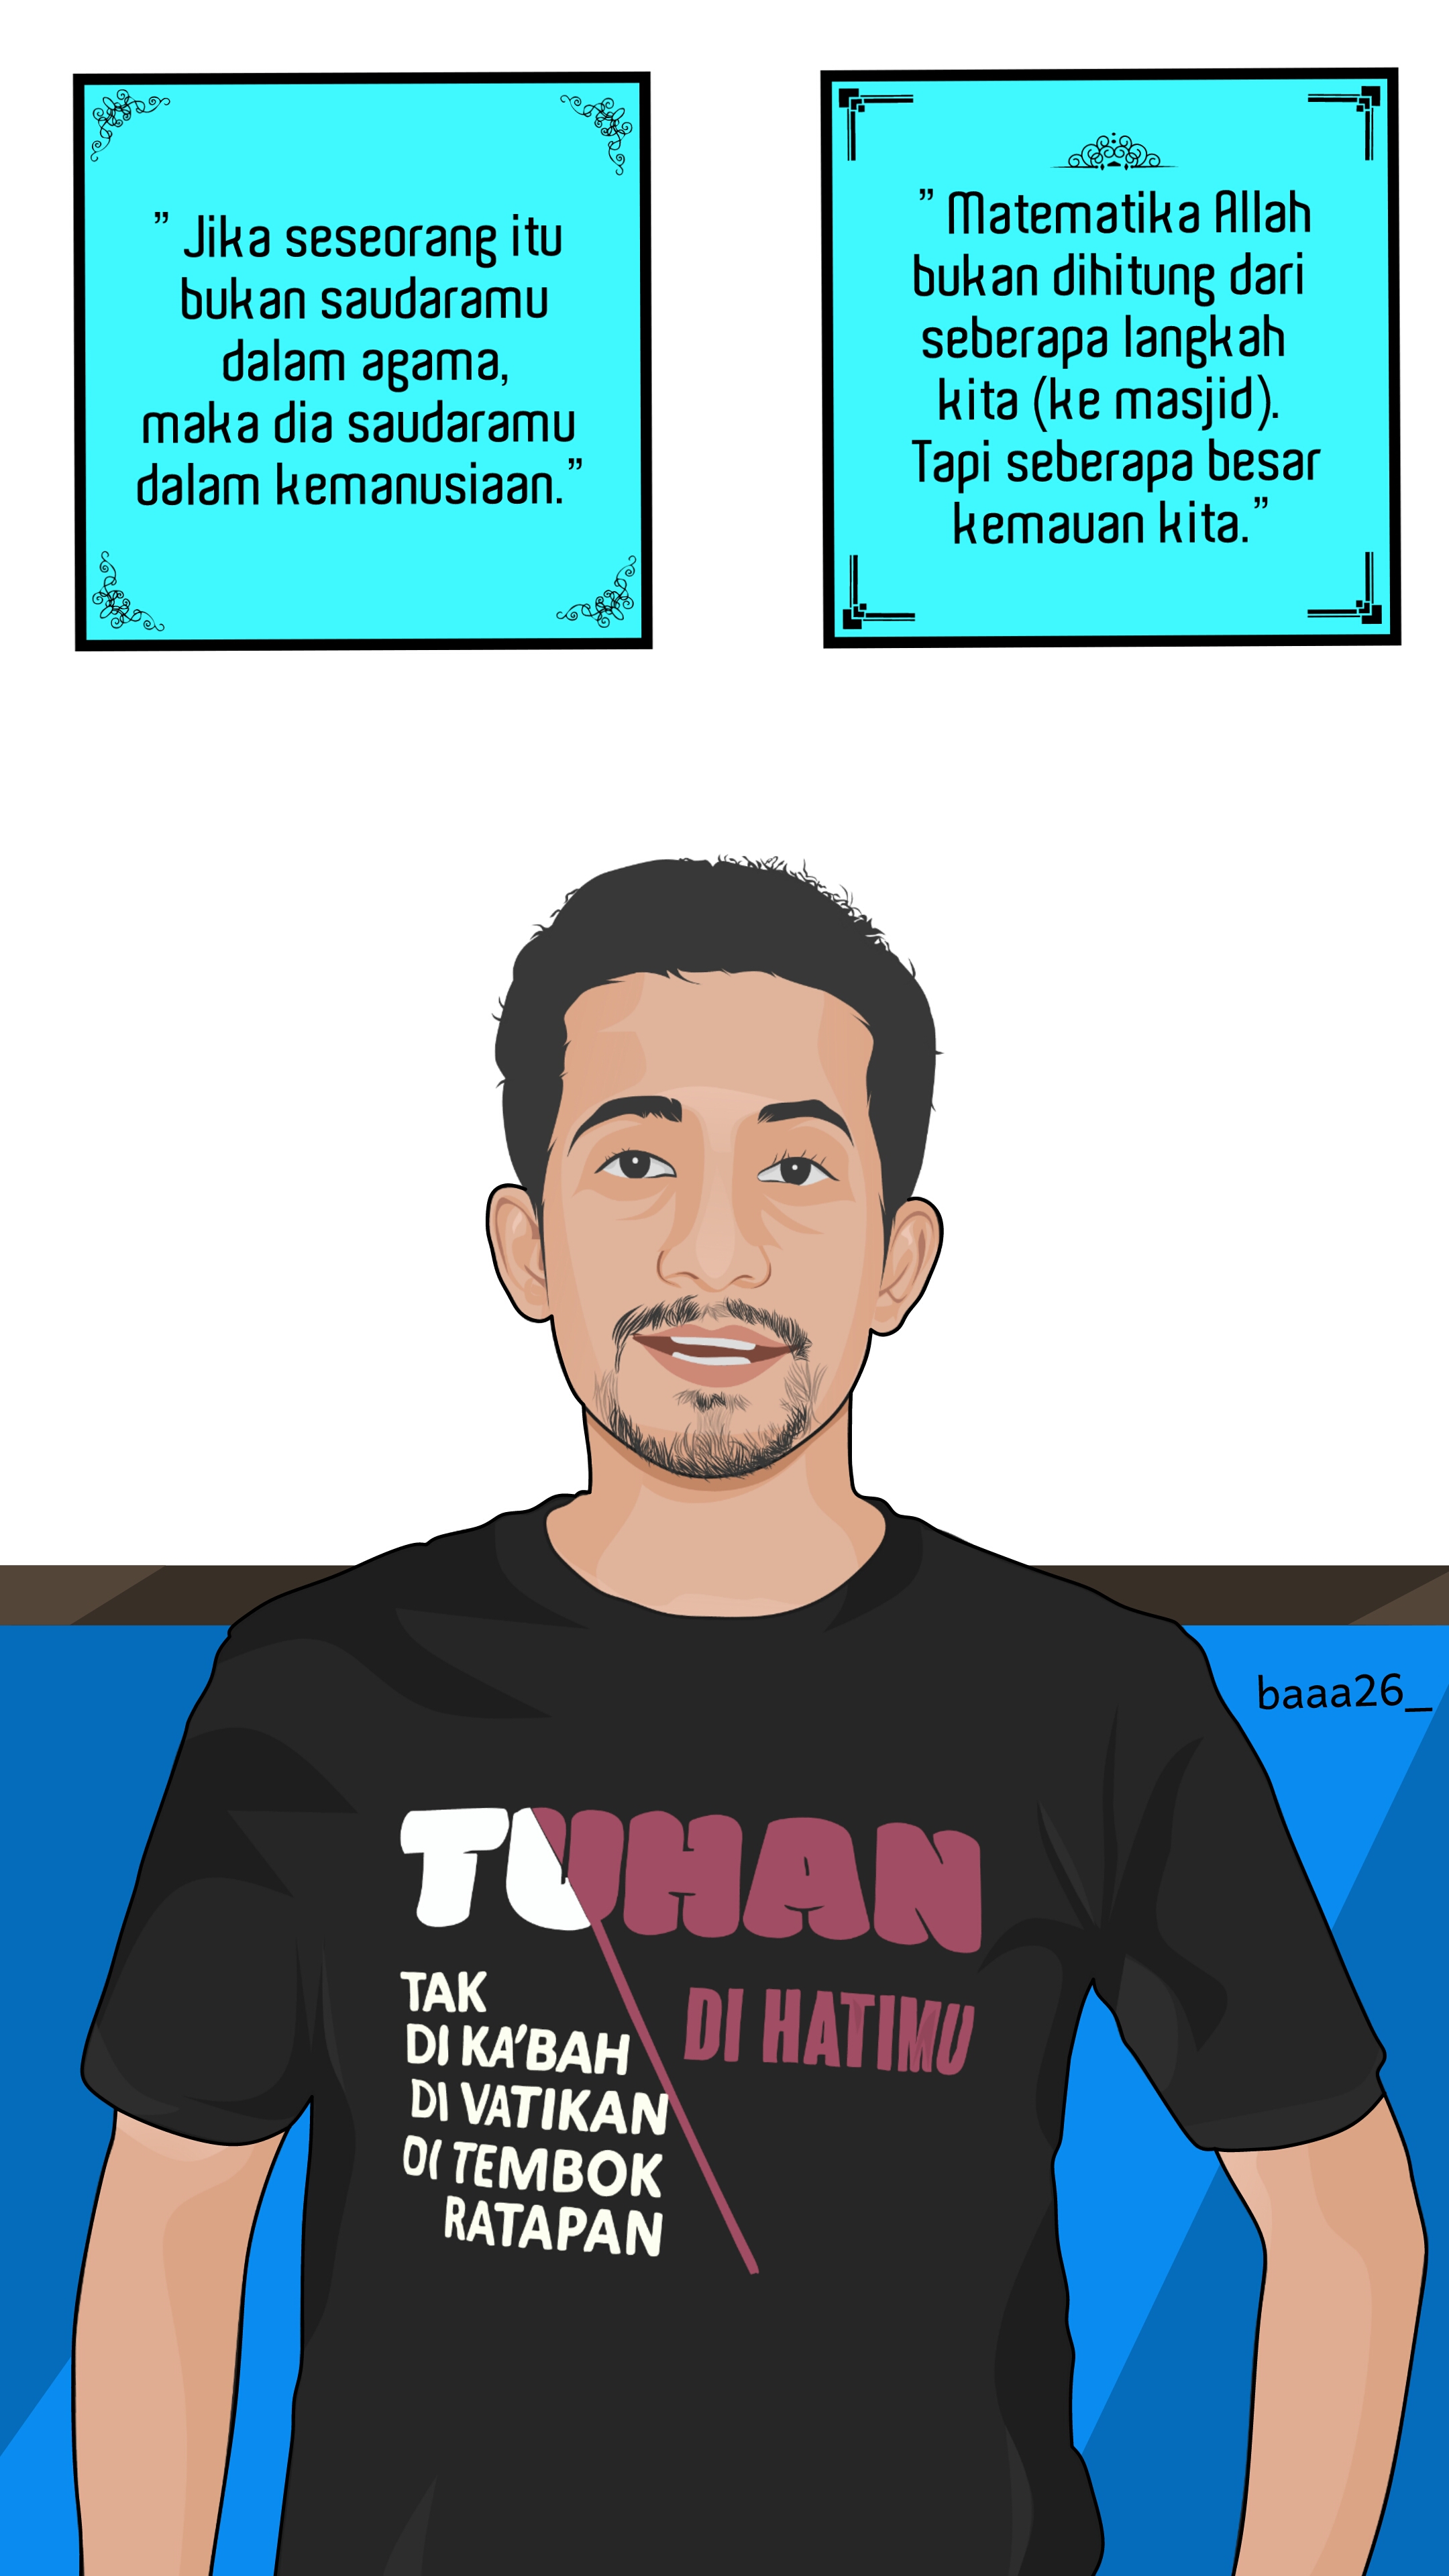 ” Jika seseorang itu
bukan saudaramu
dalam agama,
maka dia saudaramu
dalam kemanusiaan.”
” Matematika Allah
bukan dihitung dari
seberapa langkah
kita (ke masjid).
Tapi seberapa besar
kemauan kita.”
baaa26_
TUHAN
TAK
DI KA’BAH
DI VATIKAN
DI TEMBOK
RATAPAN
DI HATIMU